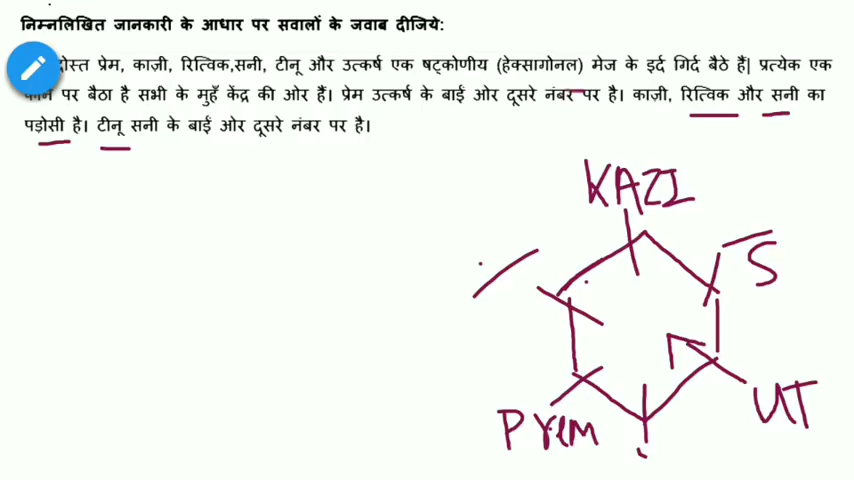 निम्नलिखित जानकारी के आधार पर सवालों के जवाब दीजिये:
दोस्त प्रेम, काज़ी, रित्विक,सनी, टीनू और उत्कर्ष एक षट्कोणीय (हेक्सागोनल) मेज के इर्द गिर्द बैठे हैं| प्रत्येक एक
कोने पर बैठा है सभी के मुहँ केंद्र की ओर हैं। प्रेम उत्कर्ष के बाई ओर दूसरे नंबर पर है। काज़ी, रित्विक और सनी का
पड़ोसी है। टीनू सनी के बाई ओर दूसरे नंबर पर है।
KAZI
S
UT
Prem